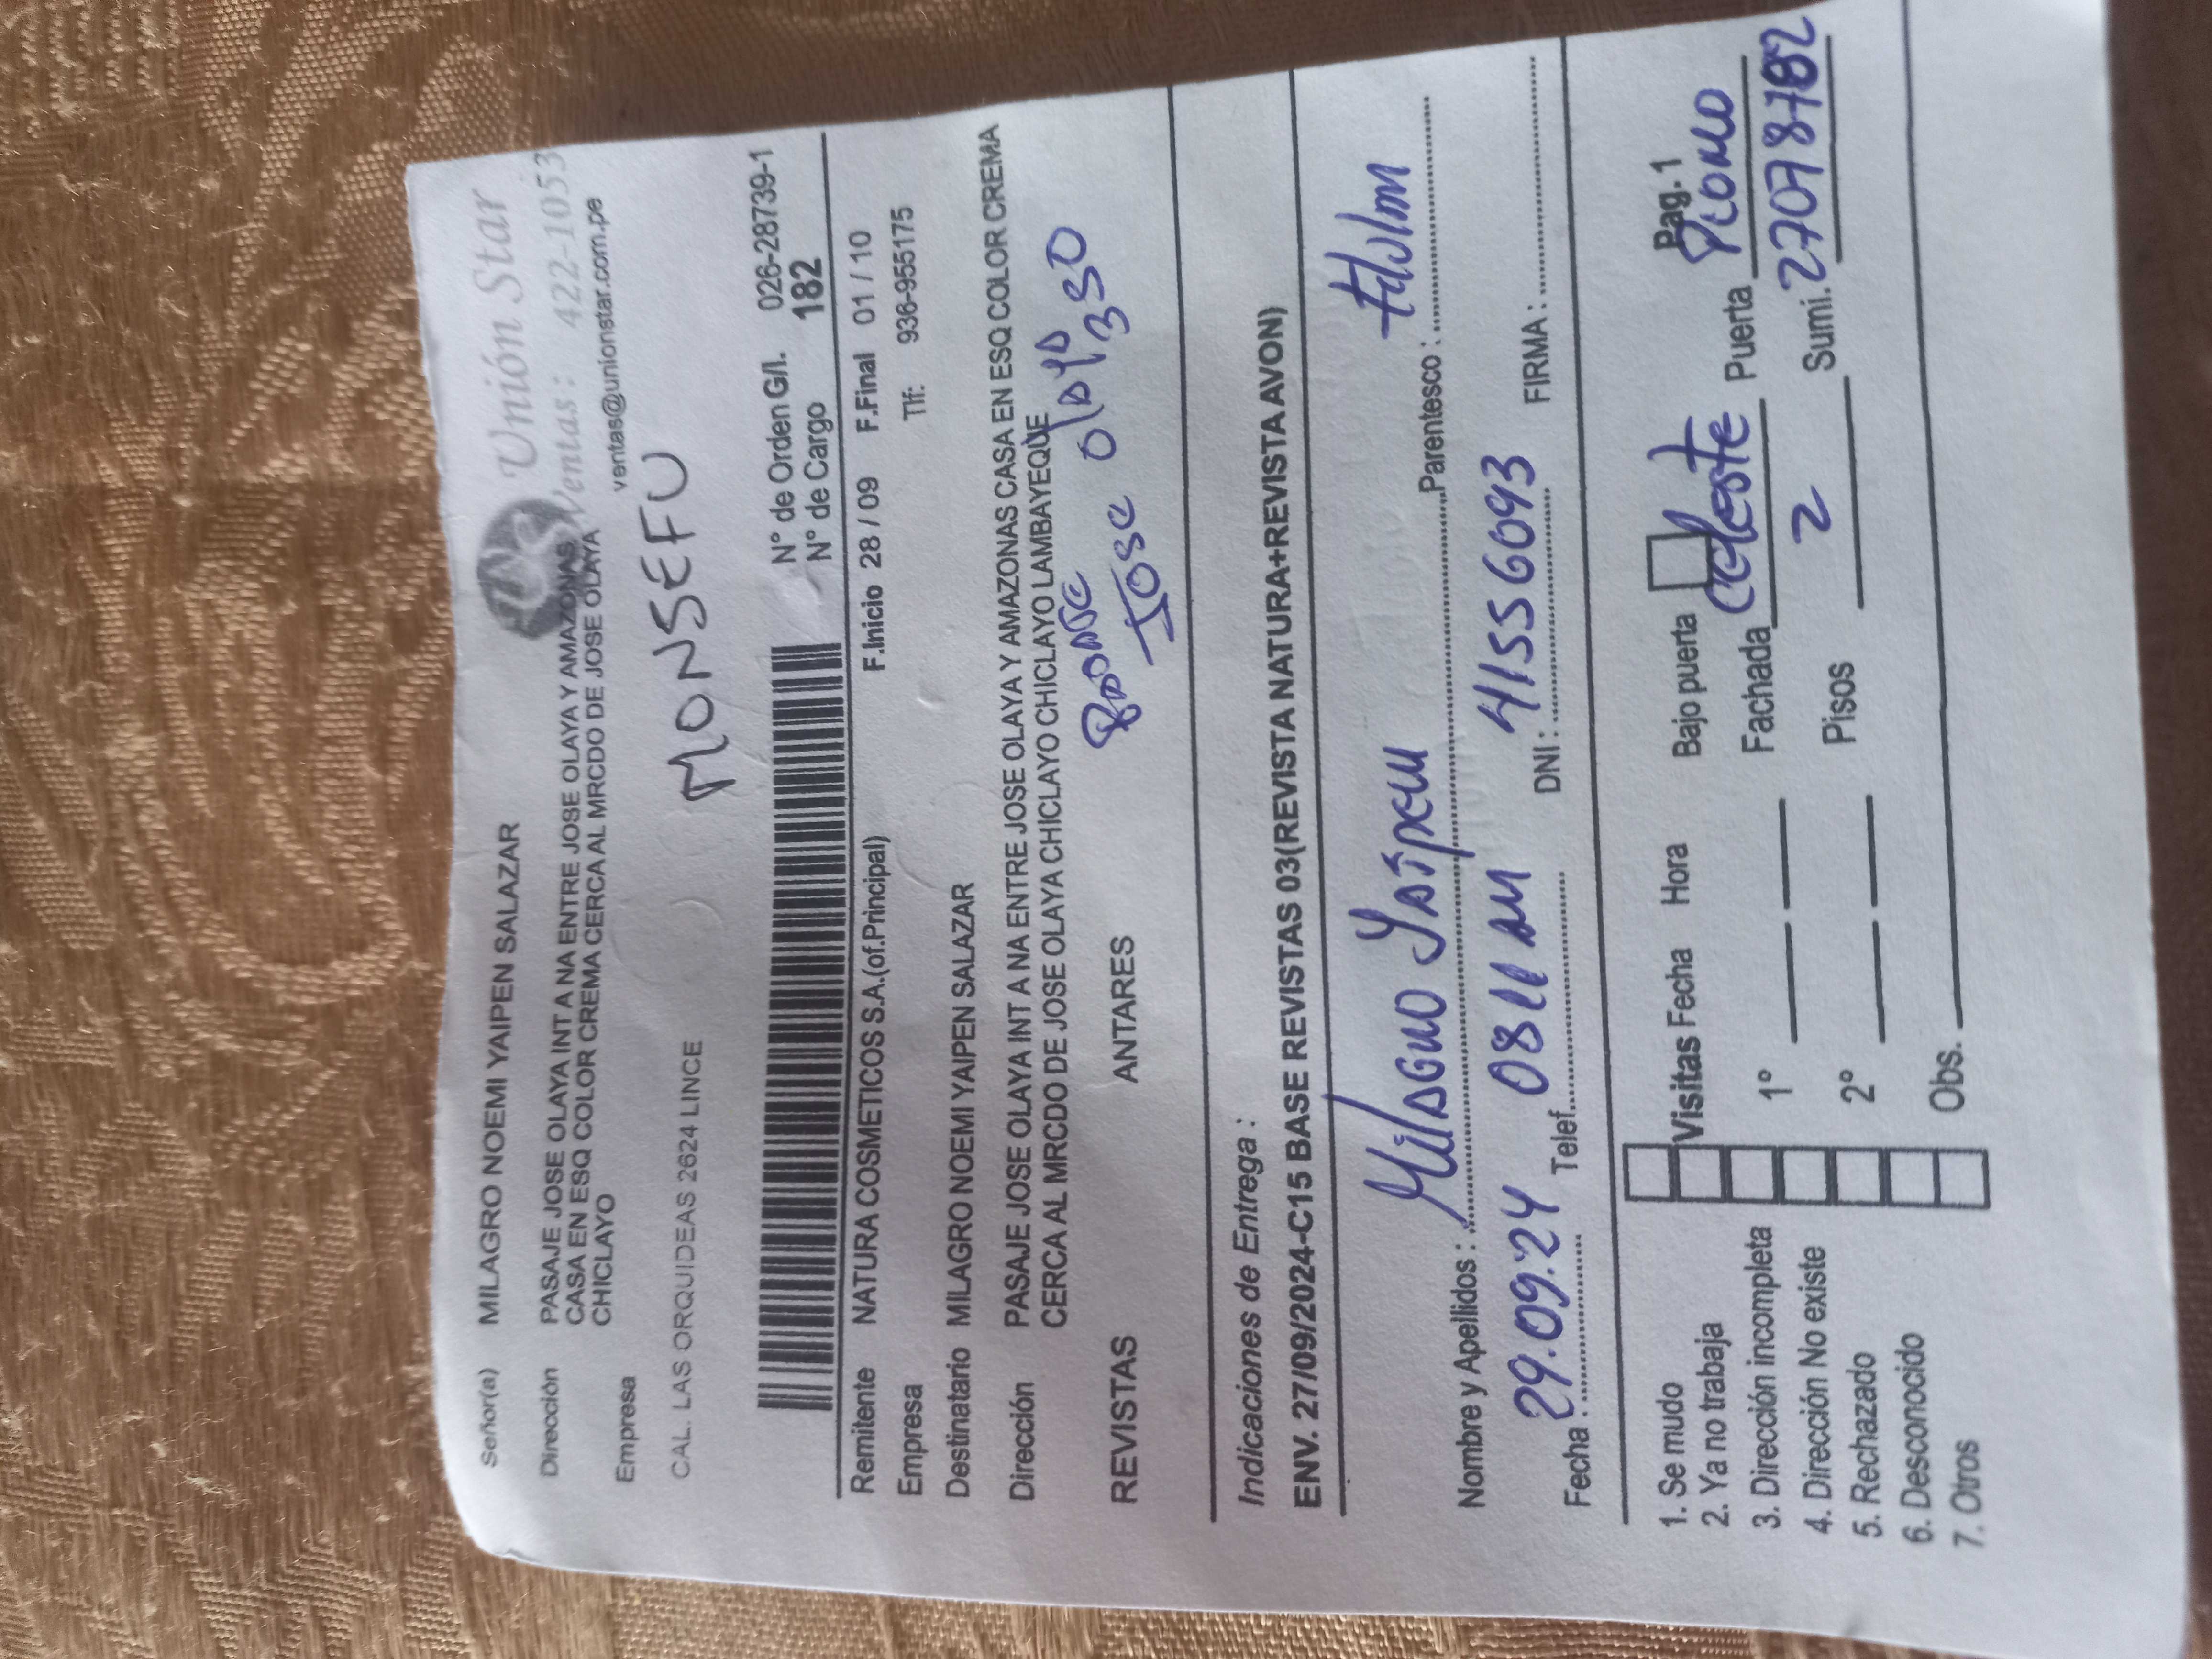 Señor(a) MILAGRO NOEMI YAIPEN SALAZAR
Unión Star
Ventas: 422-1053
ventas@unionstar.com.pe
Dirección PASAJE JOSE OLAYA INT A NA ENTRE JOSE OLAYA Y AMAZONAS
CASA EN ESQ COLOR CREMA CERCA AL MRCDO DE JOSE OLAYA
CHICLAYO
Empresa
MONSEFU
CAL. LAS ORQUIDEAS 2624 LINCE
N° de Orden G/I. 026-28739-1
N° de Cargo 182
Remitente NATURA COSMETICOS S.A.(of.Principal) F.Inicio 28 / 09 F.Final 01 / 10
Empresa Tlf: 936-955175
Destinatario MILAGRO NOEMI YAIPEN SALAZAR
Dirección PASAJE JOSE OLAYA INT A NA ENTRE JOSE OLAYA Y AMAZONAS CASA EN ESQ COLOR CREMA
CERCA AL MRCDO DE JOSE OLAYA CHICLAYO CHICLAYO LAMBAYEQUE
REVISTAS ANTARES
Jose Olaya 330
Indicaciones de Entrega :
ENV. 27/09/2024-C15 BASE REVISTAS 03(REVISTA NATURA+REVISTA AVON)
Nombre y Apellidos : Milagro Yaipen Parentesco :
Fecha : 29.09.24 Telef. 0811 am DNI : 41556093 FIRMA :
Pag. 1
1. Se mudo
2. Ya no trabaja
3. Dirección incompleta
4. Dirección No existe
5. Rechazado
6. Desconocido
7. Otros
Visitas Fecha Hora
1°
2°
Obs.
Bajo puerta
Fachada Celeste Puerta Plomo
Pisos 2 Sumi. 27078782